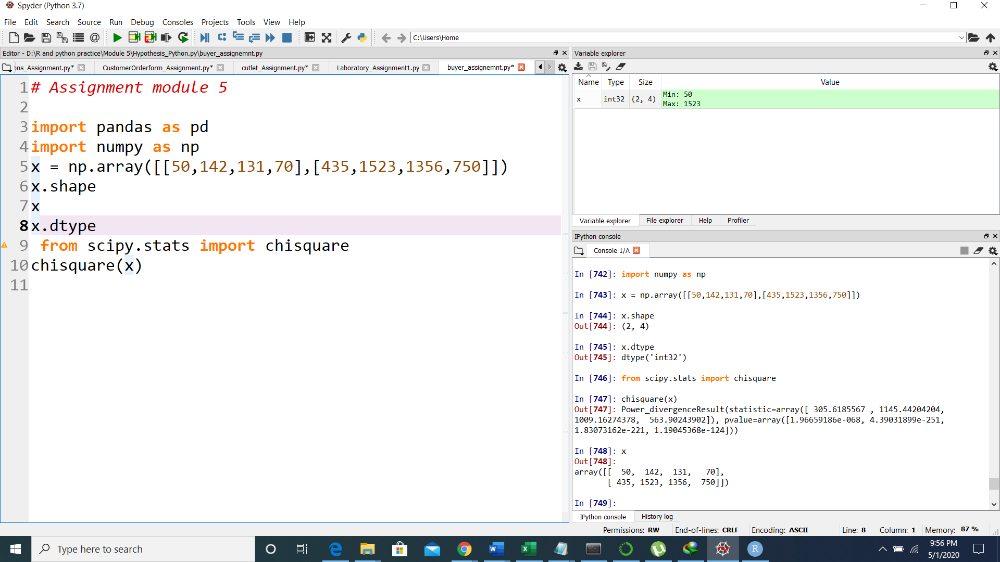 Spyder (Python 3.7)
File Edit Search Source Run Debug Consoles Projects Tools View Help
C:\Users\Home
Editor - D:\R and python practice\Module 5\Hypothesis_Python.py\buyer_assignemnt.py
ons_Assignment.py* CustomerOrderform_Assignment.py* cutlet_Assignment.py* Laboratory_Assignment1.py buyer_assignemnt.py*
1 # Assignment module 5
2
3 import pandas as pd
4 import numpy as np
5 x = np.array([[50,142,131,70],[435,1523,1356,750]])
6 x.shape
7 x
8 x.dtype
9  from scipy.stats import chisquare
10 chisquare(x)
11
Variable explorer
Name Type Size Value
x int32 (2, 4) Min: 50
Max: 1523
Variable explorer File explorer Help Profiler
IPython console
Console 1/A
In [742]: import numpy as np
In [743]: x = np.array([[50,142,131,70],[435,1523,1356,750]])
In [744]: x.shape
Out[744]: (2, 4)
In [745]: x.dtype
Out[745]: dtype('int32')
In [746]: from scipy.stats import chisquare
In [747]: chisquare(x)
Out[747]: Power_divergenceResult(statistic=array([ 305.6185567 , 1145.44204204,
1009.16274378,  563.90243902]), pvalue=array([1.96659186e-068, 4.39031899e-251,
1.83073162e-221, 1.19045368e-124]))
In [748]: x
Out[748]:
array([[  50,  142,  131,   70],
       [ 435, 1523, 1356,  750]])
In [749]:
IPython console History log
Permissions: RW End-of-lines: CRLF Encoding: ASCII Line: 8 Column: 1 Memory: 87 %
Type here to search
R
9:56 PM
5/1/2020